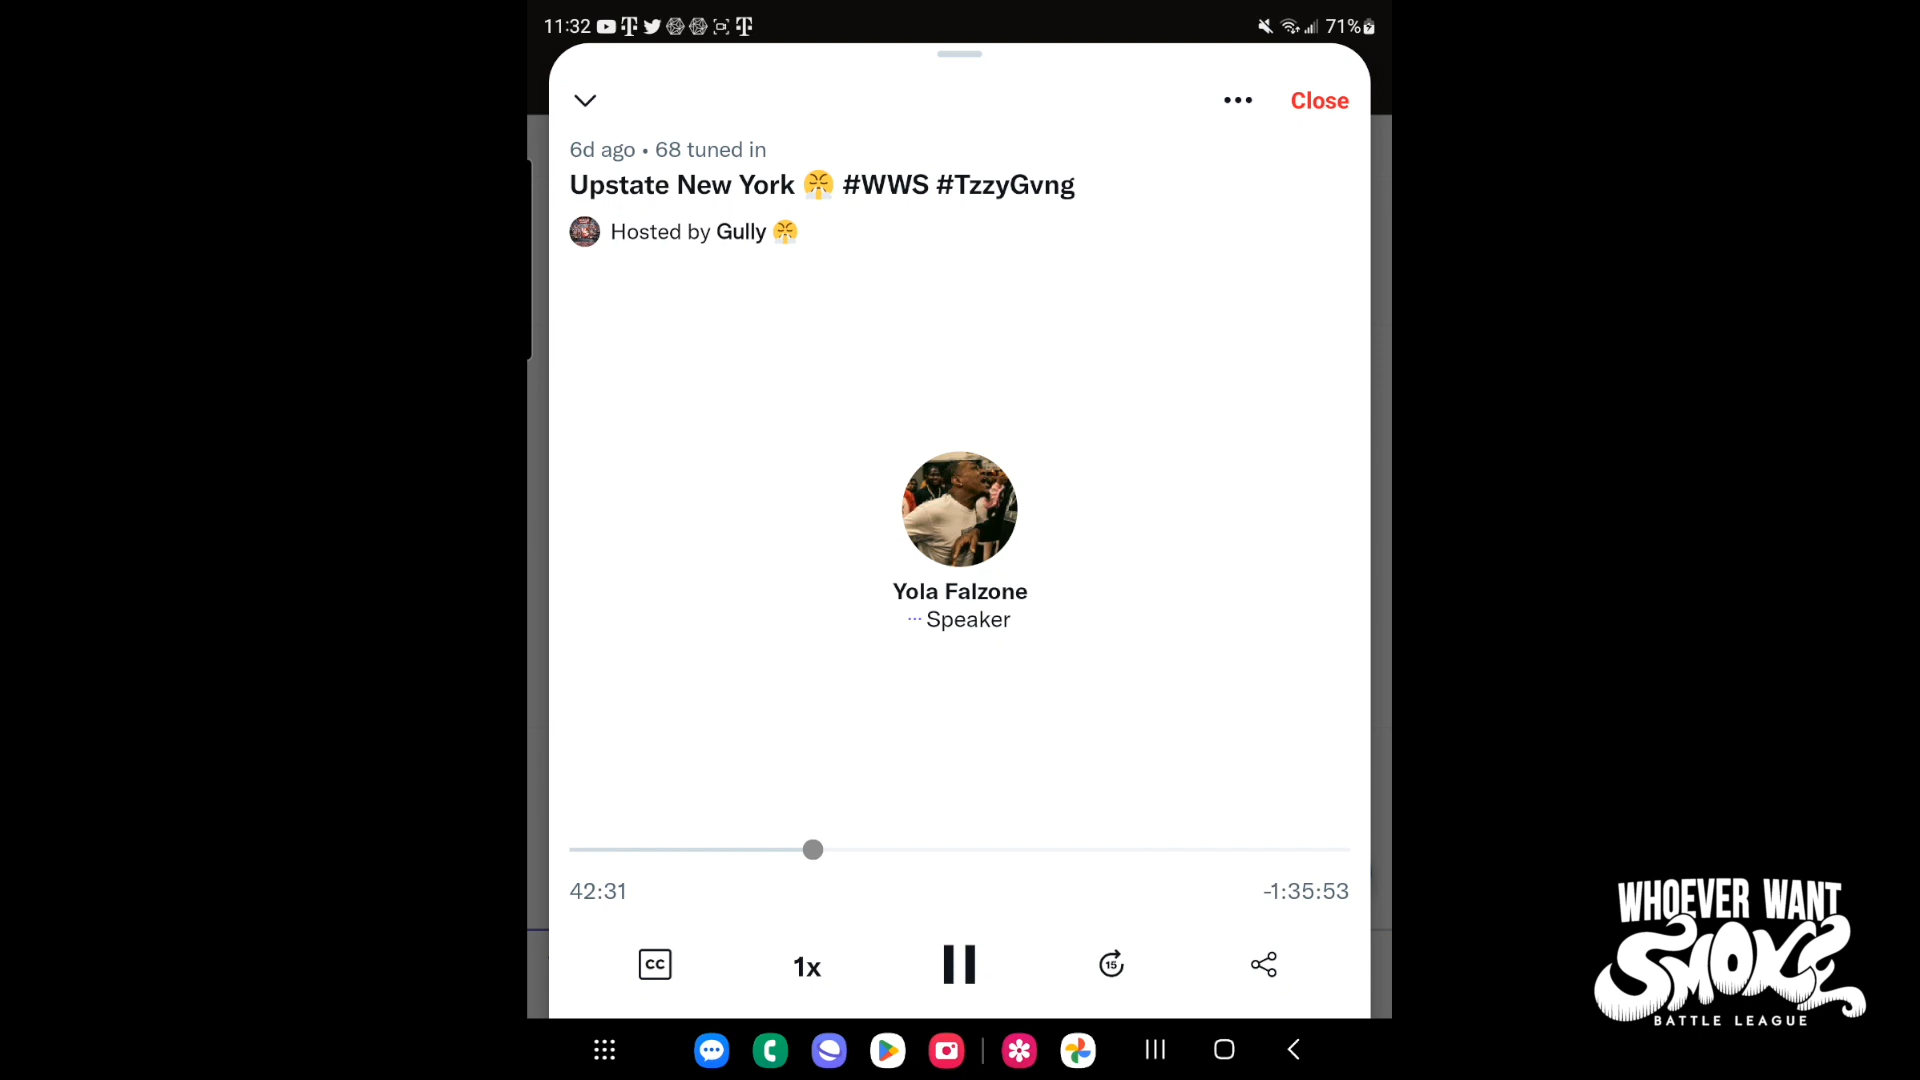 11:32
71%
Close
6d ago • 68 tuned in
Upstate New York 😤 #WWS #TzzyGvng
Hosted by Gully 😤
Yola Falzone
Speaker
42:31
-1:35:53
CC
1x
15
WHOEVER WANT
SMOKE
BATTLE LEAGUE